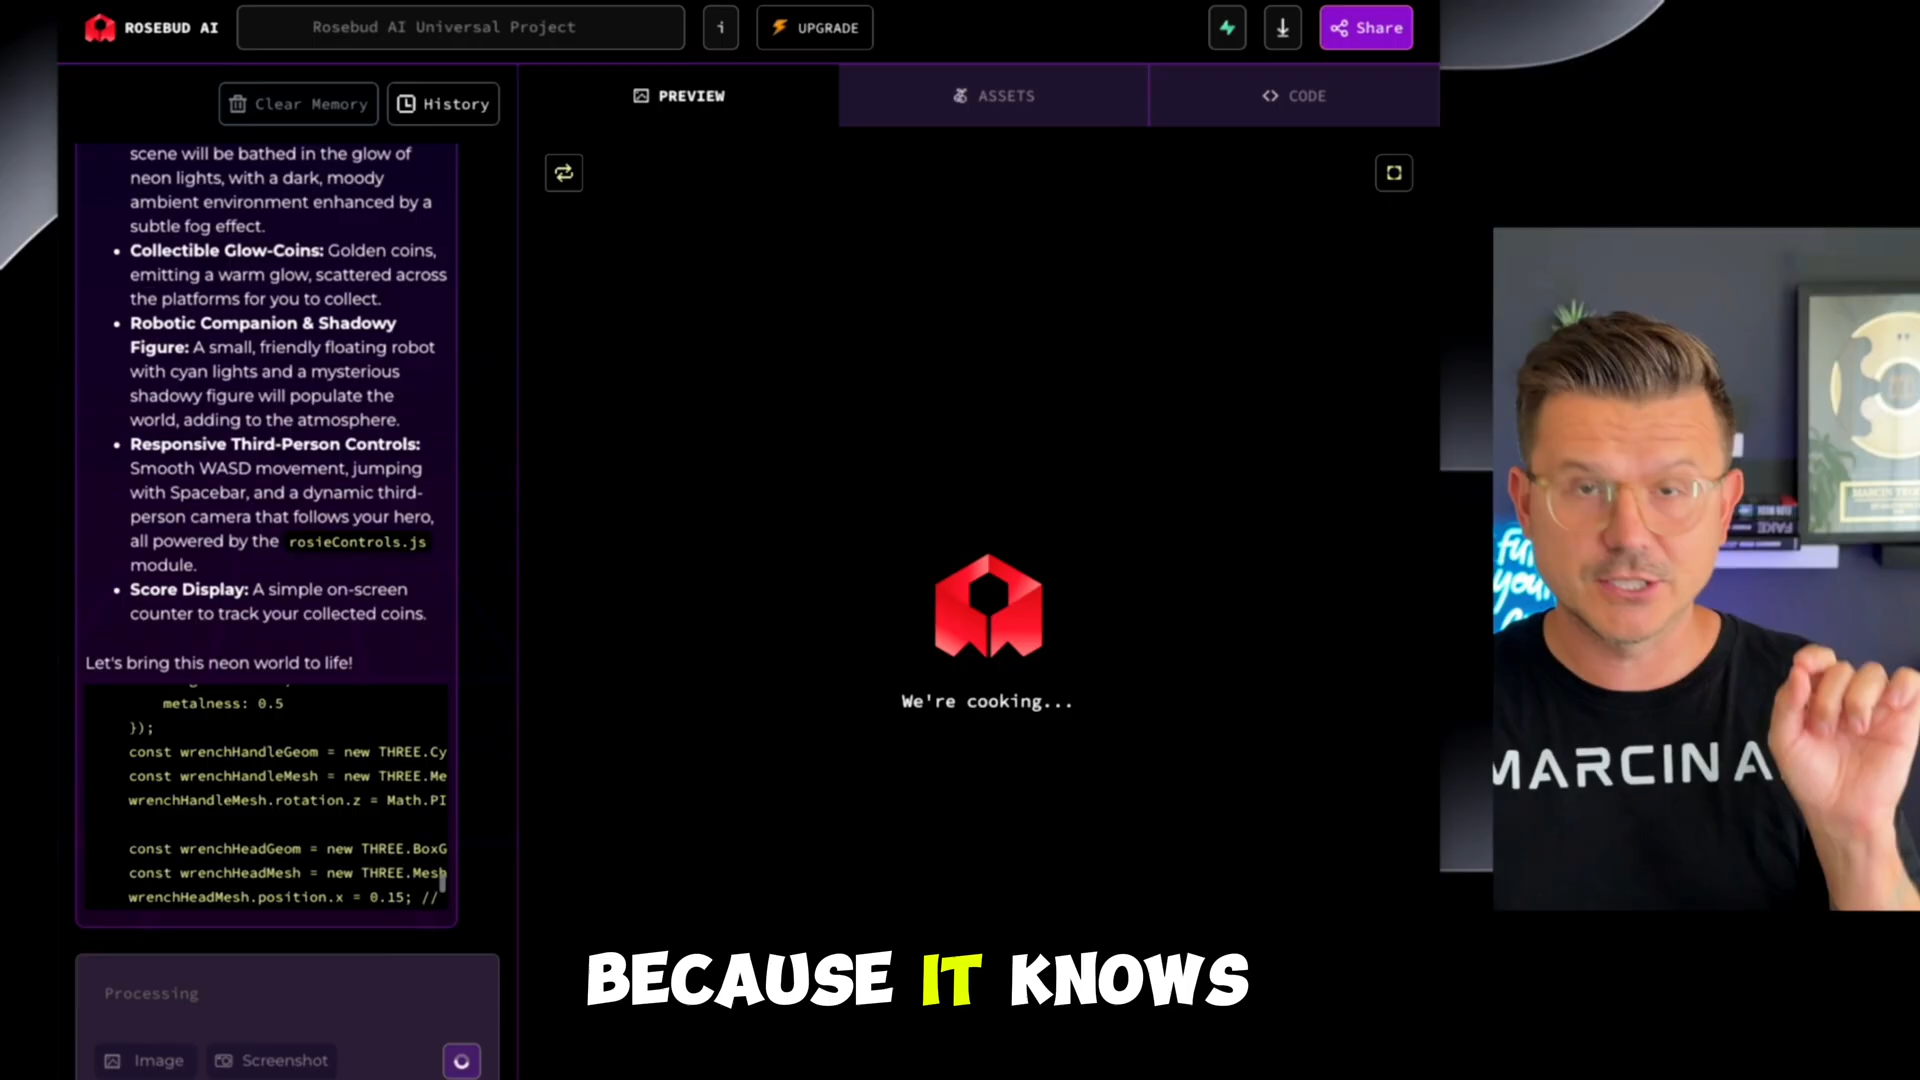 ROSEBUD AI
Rosebud AI Universal Project
i
UPGRADE
Share
Clear Memory
History
PREVIEW
ASSETS
CODE
scene will be bathed in the glow of
neon lights, with a dark, moody
ambient environment enhanced by a
subtle fog effect.
• Collectible Glow-Coins: Golden coins,
emitting a warm glow, scattered across
the platforms for you to collect.
• Robotic Companion & Shadowy
Figure: A small, friendly floating robot
with cyan lights and a mysterious
shadowy figure will populate the
world, adding to the atmosphere.
• Responsive Third-Person Controls:
Smooth WASD movement, jumping
with Spacebar, and a dynamic third-
person camera that follows your hero,
all powered by the rosieControls.js
module.
• Score Display: A simple on-screen
counter to track your collected coins.
Let's bring this neon world to life!
metalness: 0.5
});
const wrenchHandleGeom = new THREE.Cy
const wrenchHandleMesh = new THREE.Me
wrenchHandleMesh.rotation.z = Math.PI
const wrenchHeadGeom = new THREE.BoxG
const wrenchHeadMesh = new THREE.Mesh
wrenchHeadMesh.position.x = 0.15; //
Processing
Image
Screenshot
We're cooking...
MARCIN
FAKE
MARCIN A
BECAUSE IT KNOWS